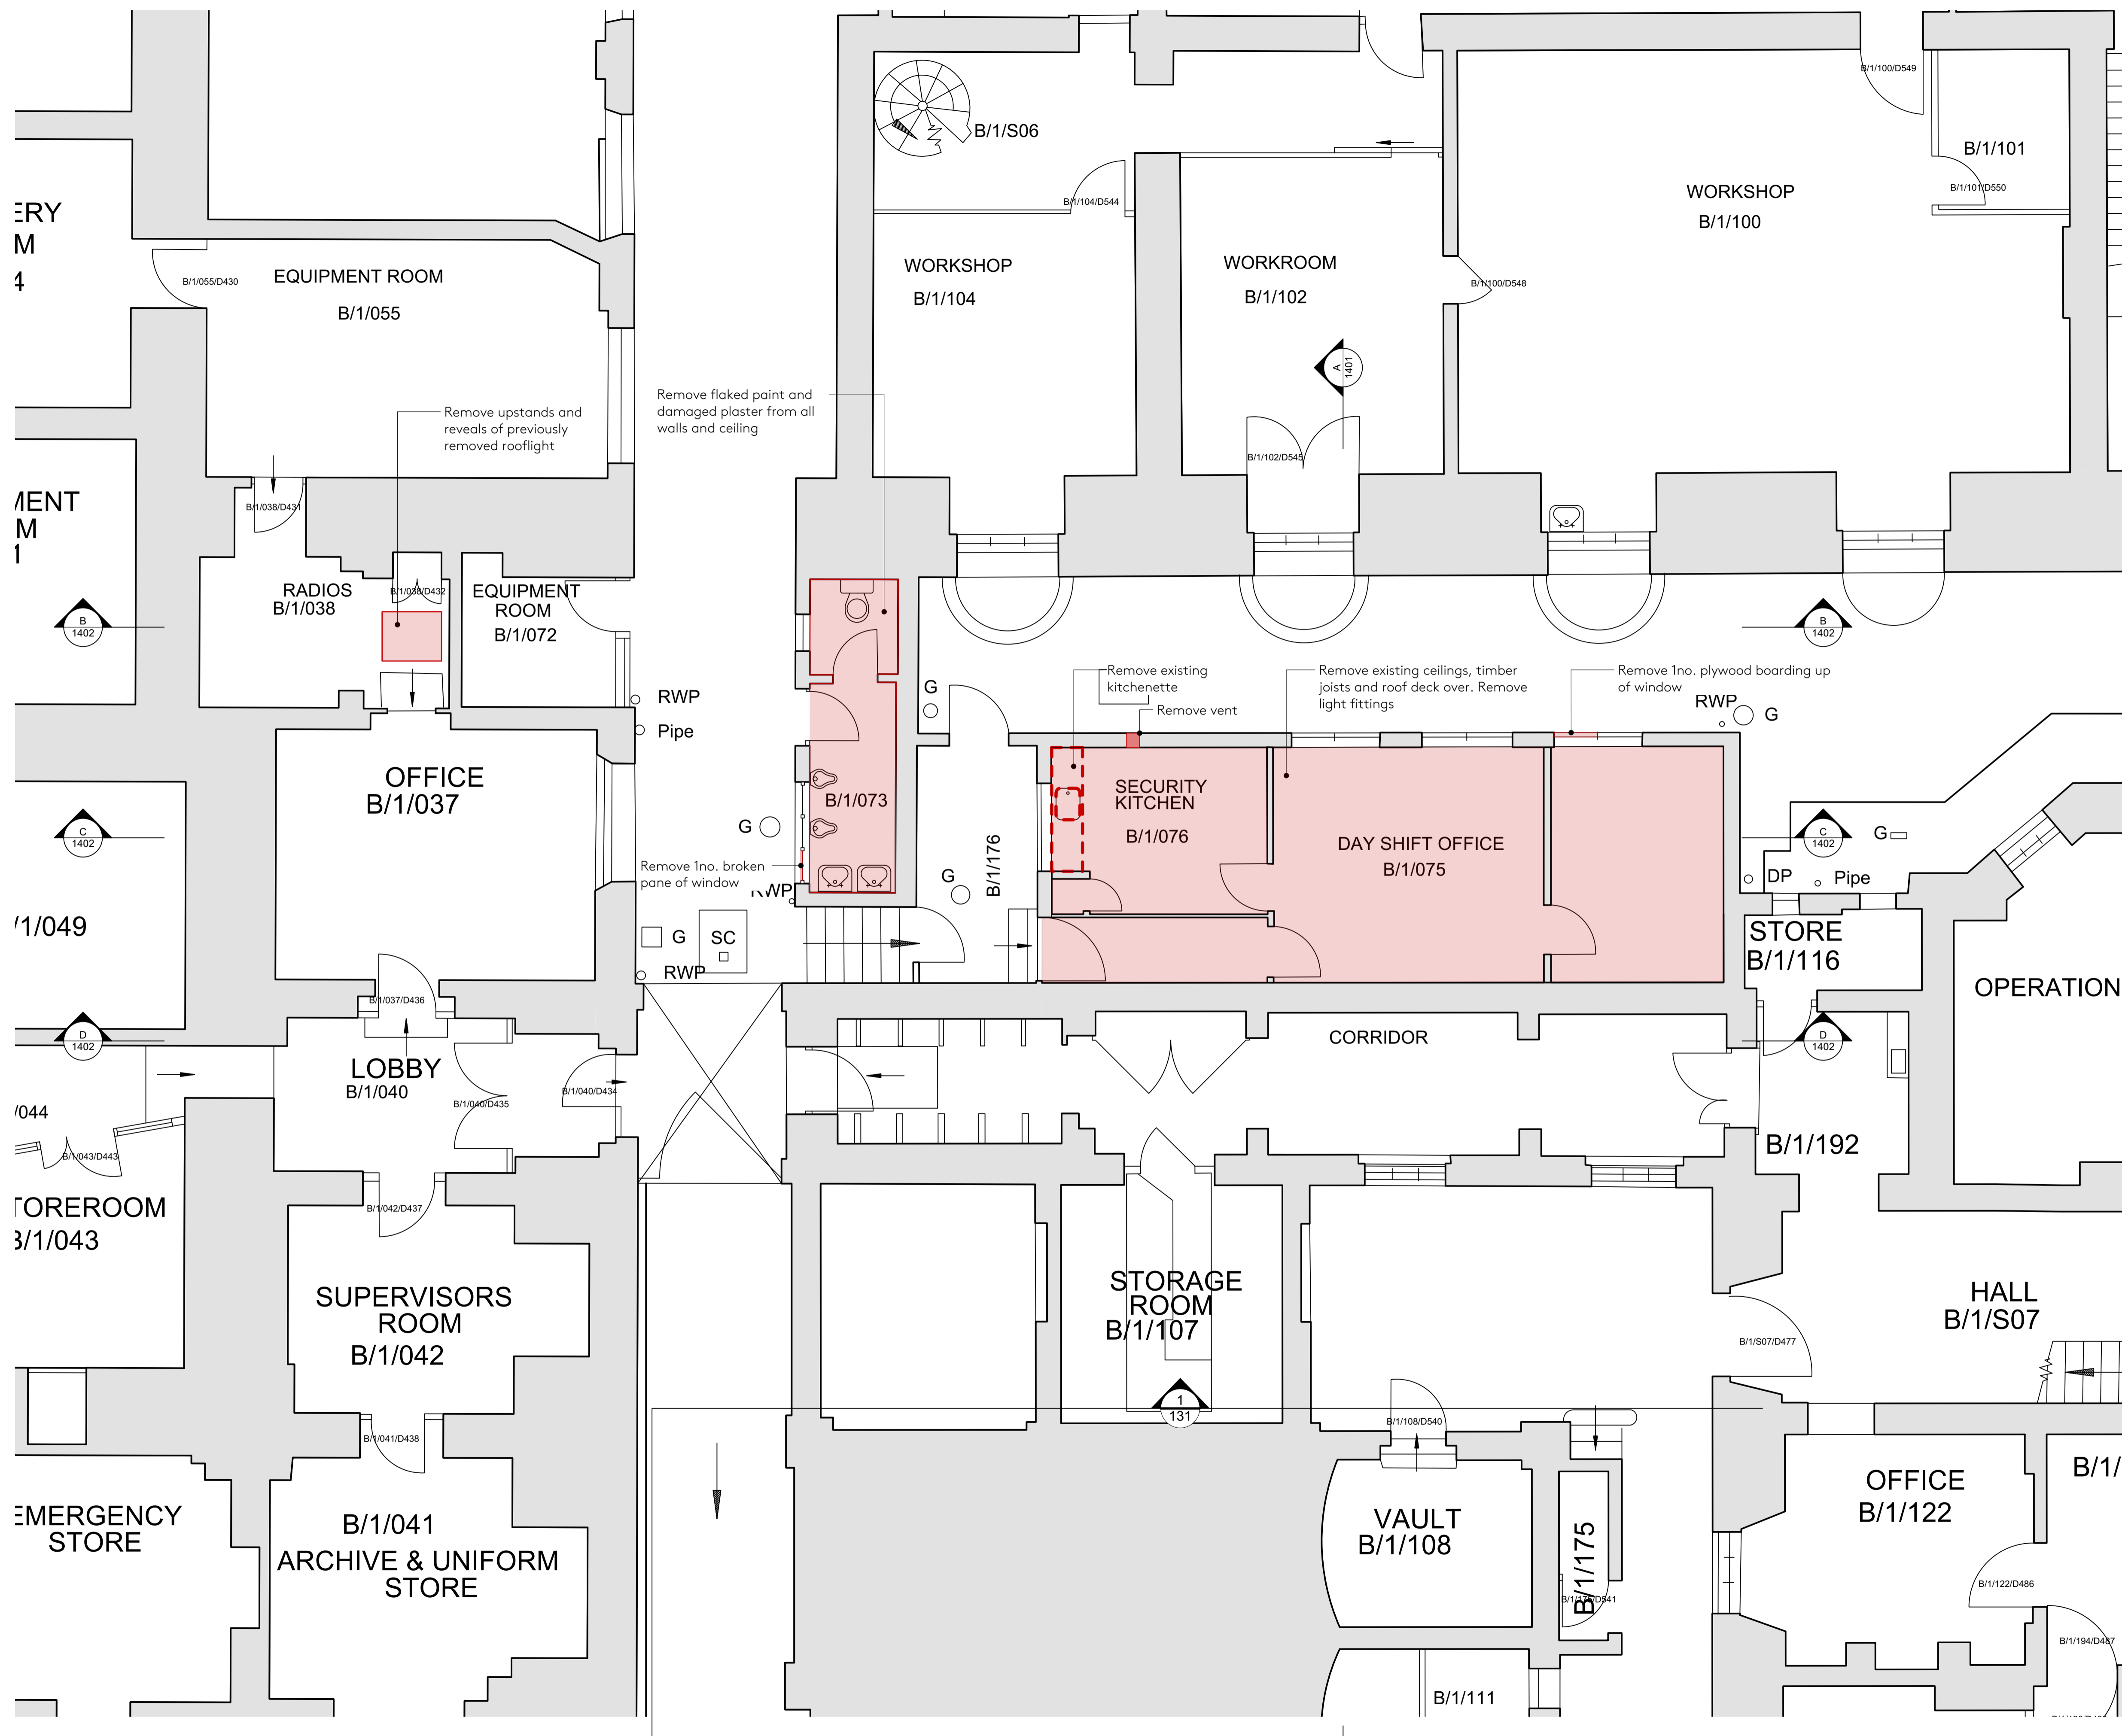 B/1/S06
B/1/100/D549
B/1/101
B/1/101/D550
B/1/104/D544
WORKSHOP
B/1/100
ERY
M
4
B/1/055/D430
EQUIPMENT ROOM
B/1/055
WORKSHOP
B/1/104
WORKROOM
B/1/102
B/1/100/D548
A
1401
Remove upstands and
reveals of previously
removed rooflight
Remove flaked paint and
damaged plaster from all
walls and ceiling
B/1/102/D545
MENT
M
1
B/1/038/D431
RADIOS
B/1/038
B/1/038/D432
EQUIPMENT
ROOM
B/1/072
B
1402
B
1402
RWP
Pipe
G
Remove existing
kitchenette
Remove vent
Remove existing ceilings, timber
joists and roof deck over. Remove
light fittings
Remove 1no. plywood boarding up
of window
RWP
G
OFFICE
B/1/037
B/1/073
SECURITY
KITCHEN
B/1/076
DAY SHIFT OFFICE
B/1/075
C
1402
C
1402
G
G
B/1/176
G
Remove 1no. broken
pane of window
RWP
DP
Pipe
/1/049
G
SC
RWP
STORE
B/1/116
OPERATION
B/1/037/D436
D
1402
D
1402
CORRIDOR
LOBBY
B/1/040
B/1/040/D435
B/1/040/D434
/044
B/1/043/D443
B/1/192
TOREROOM
B/1/043
B/1/042/D437
SUPERVISORS
ROOM
B/1/042
STORAGE
ROOM
B/1/107
HALL
B/1/S07
B/1/S07/D477
1
131
B/1/108/D540
B/1/041/D438
OFFICE
B/1/122
B/1/
EMERGENCY
STORE
B/1/041
ARCHIVE & UNIFORM
STORE
VAULT
B/1/108
B/1/175
B/1/175/D541
B/1/122/D486
B/1/194/D487
B/1/111